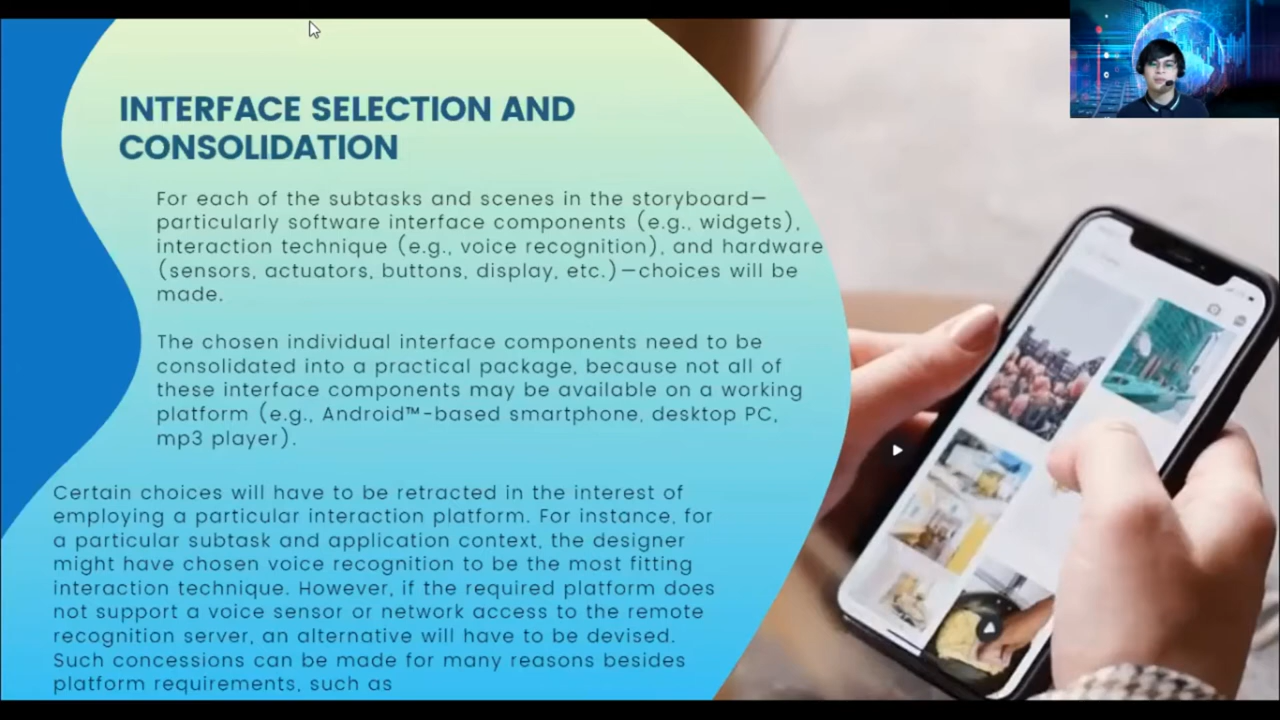 INTERFACE SELECTION AND
CONSOLIDATION
For each of the subtasks and scenes in the storyboard—
particularly software interface components (e.g., widgets),
interaction technique (e.g., voice recognition), and hardware
(sensors, actuators, buttons, display, etc.)—choices will be
made.
The chosen individual interface components need to be
consolidated into a practical package, because not all of
these interface components may be available on a working
platform (e.g., Android™-based smartphone, desktop PC,
mp3 player).
Certain choices will have to be retracted in the interest of
employing a particular interaction platform. For instance, for
a particular subtask and application context, the designer
might have chosen voice recognition to be the most fitting
interaction technique. However, if the required platform does
not support a voice sensor or network access to the remote
recognition server, an alternative will have to be devised.
Such concessions can be made for many reasons besides
platform requirements, such as